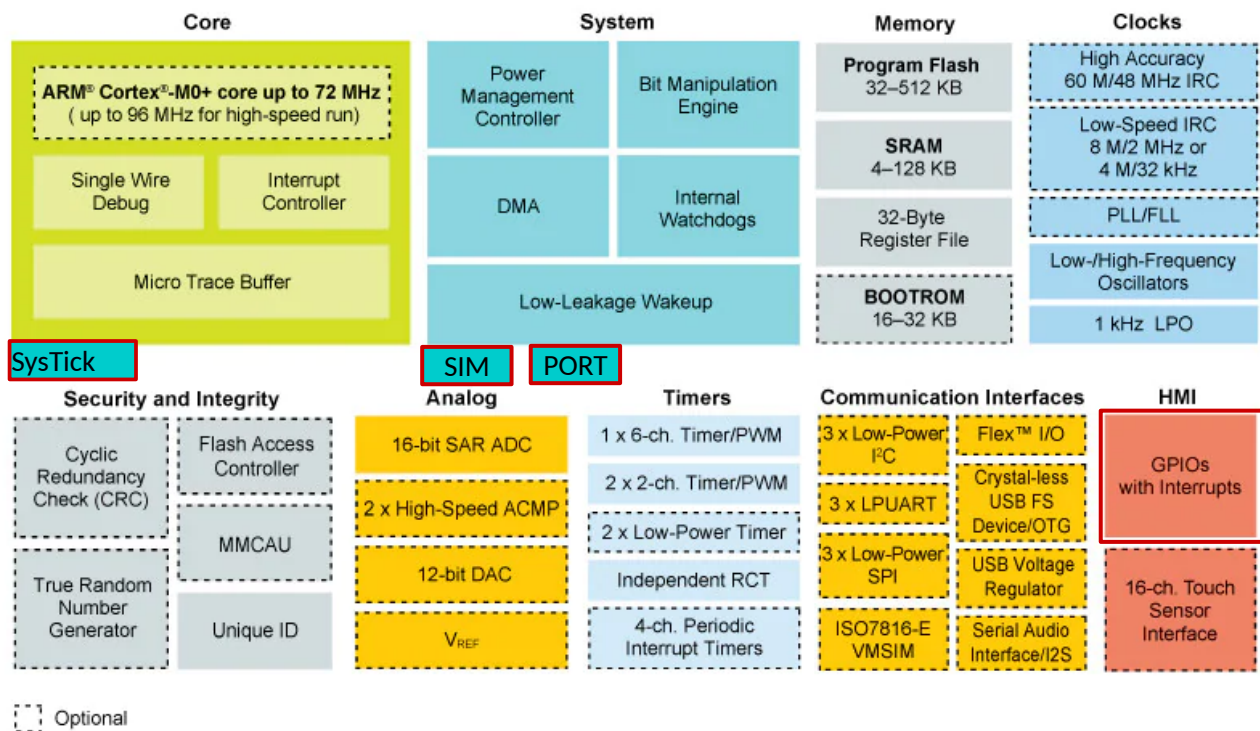 Core
ARM® Cortex®-M0+ core up to 72 MHz
( up to 96 MHz for high-speed run)
Single Wire
Debug
Interrupt
Controller
Micro Trace Buffer
System
Power
Management
Controller
Bit Manipulation
Engine
DMA
Internal
Watchdogs
Low-Leakage Wakeup
Memory
Program Flash
32–512 KB
SRAM
4–128 KB
32-Byte
Register File
BOOTROM
16–32 KB
Clocks
High Accuracy
60 M/48 MHz IRC
Low-Speed IRC
8 M/2 MHz or
4 M/32 kHz
PLL/FLL
Low-/High-Frequency
Oscillators
1 kHz LPO
SysTick
SIM
PORT
Security and Integrity
Cyclic
Redundancy
Check (CRC)
Flash Access
Controller
MMCAU
True Random
Number
Generator
Unique ID
Analog
16-bit SAR ADC
2 x High-Speed ACMP
12-bit DAC
VREF
Timers
1 x 6-ch. Timer/PWM
2 x 2-ch. Timer/PWM
2 x Low-Power Timer
Independent RCT
4-ch. Periodic
Interrupt Timers
Communication Interfaces
3 x Low-Power
I²C
3 x LPUART
3 x Low-Power
SPI
ISO7816-E
VMSIM
Flex™ I/O
Crystal-less
USB FS
Device/OTG
USB Voltage
Regulator
Serial Audio
Interface/I2S
HMI
GPIOs
with Interrupts
16-ch. Touch
Sensor
Interface
Optional